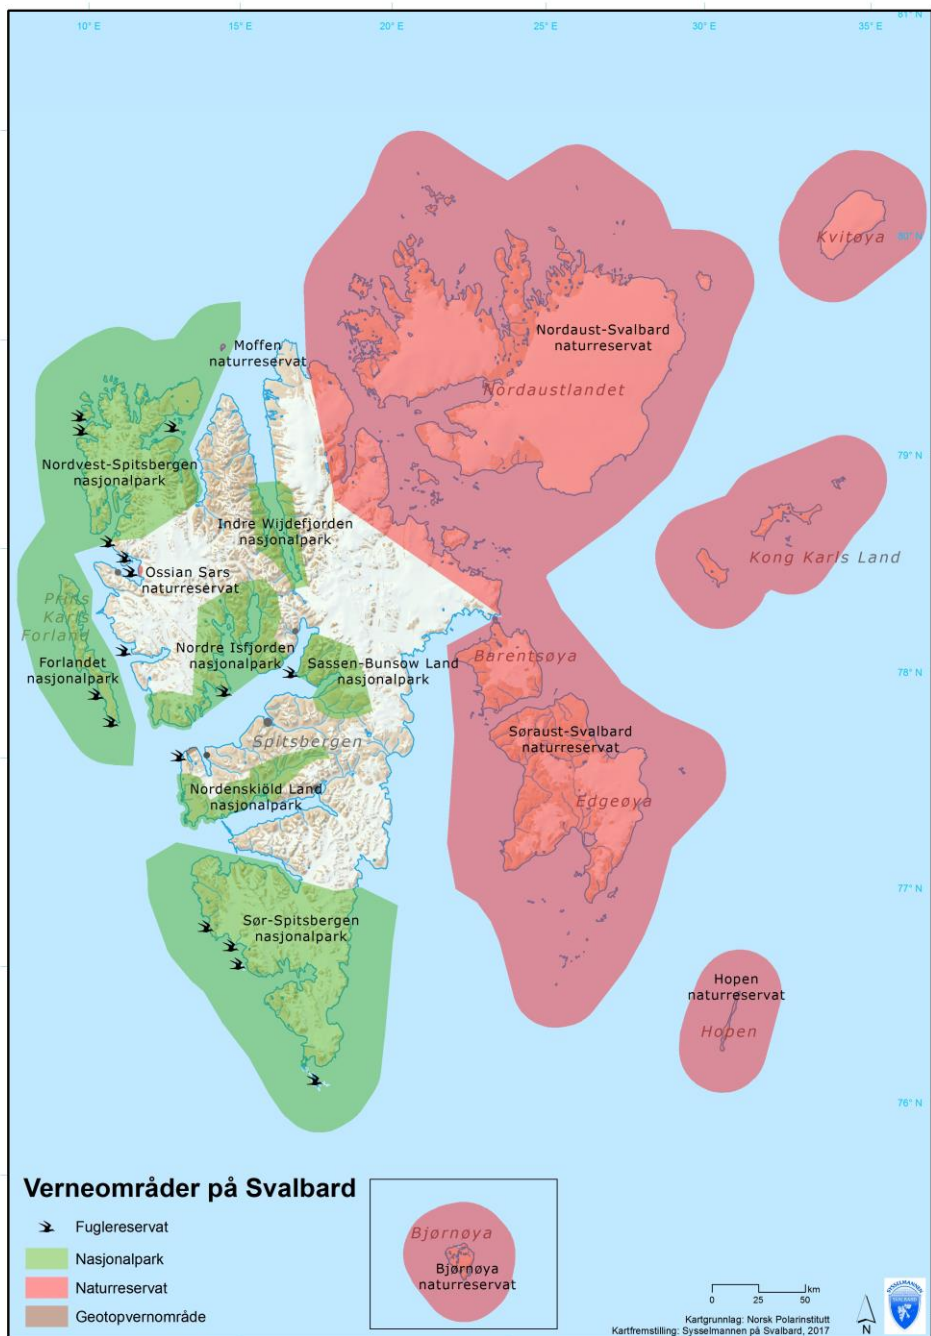 10° E
15° E
20° E
25° E
30° E
35° E
81° N
Kvitøya
80° N
Nordaust-Svalbard
naturreservat
Moffen
naturreservat
Nordaustlandet
79° N
Nordvest-Spitsbergen
nasjonalpark
Indre Wijdefjorden
nasjonalpark
Kong Karls Land
Ossian Sars
naturreservat
Prins
Karls
Forland
Nordre Isfjorden
nasjonalpark
Barentsøya
Forlandet
nasjonalpark
Sassen-Bunsow Land
nasjonalpark
78° N
Søraust-Svalbard
naturreservat
Spitsbergen
Nordenskiöld Land
nasjonalpark
Edgeøya
77° N
Sør-Spitsbergen
nasjonalpark
Hopen
naturreservat
Hopen
76° N
Verneområder på Svalbard
Fuglereservat
Nasjonalpark
Naturreservat
Geotopvernområde
Bjørnøya
Bjørnøya
naturreservat
km
0 25 50
Kartgrunnlag: Norsk Polarinstitutt
Kartfremstilling: Sysselmannen på Svalbard, 2017
N
SYSSELMANNEN